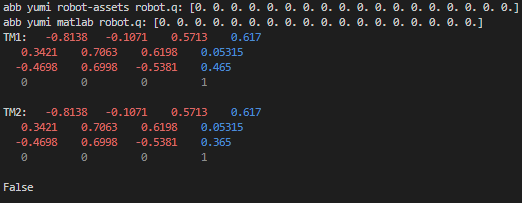 abb yumi robot-assets robot.q: [0. 0. 0. 0. 0. 0. 0. 0. 0. 0. 0. 0. 0. 0. 0. 0. 0. 0.]
abb yumi matlab robot.q: [0. 0. 0. 0. 0. 0. 0. 0. 0. 0. 0. 0. 0. 0. 0. 0. 0. 0.]
TM1: -0.8138 -0.1071 0.5713 0.617
0.3421 0.7063 0.6198 0.05315
-0.4698 0.6998 -0.5381 0.465
0 0 0 1
TM2: -0.8138 -0.1071 0.5713 0.617
0.3421 0.7063 0.6198 0.05315
-0.4698 0.6998 -0.5381 0.365
0 0 0 1
False